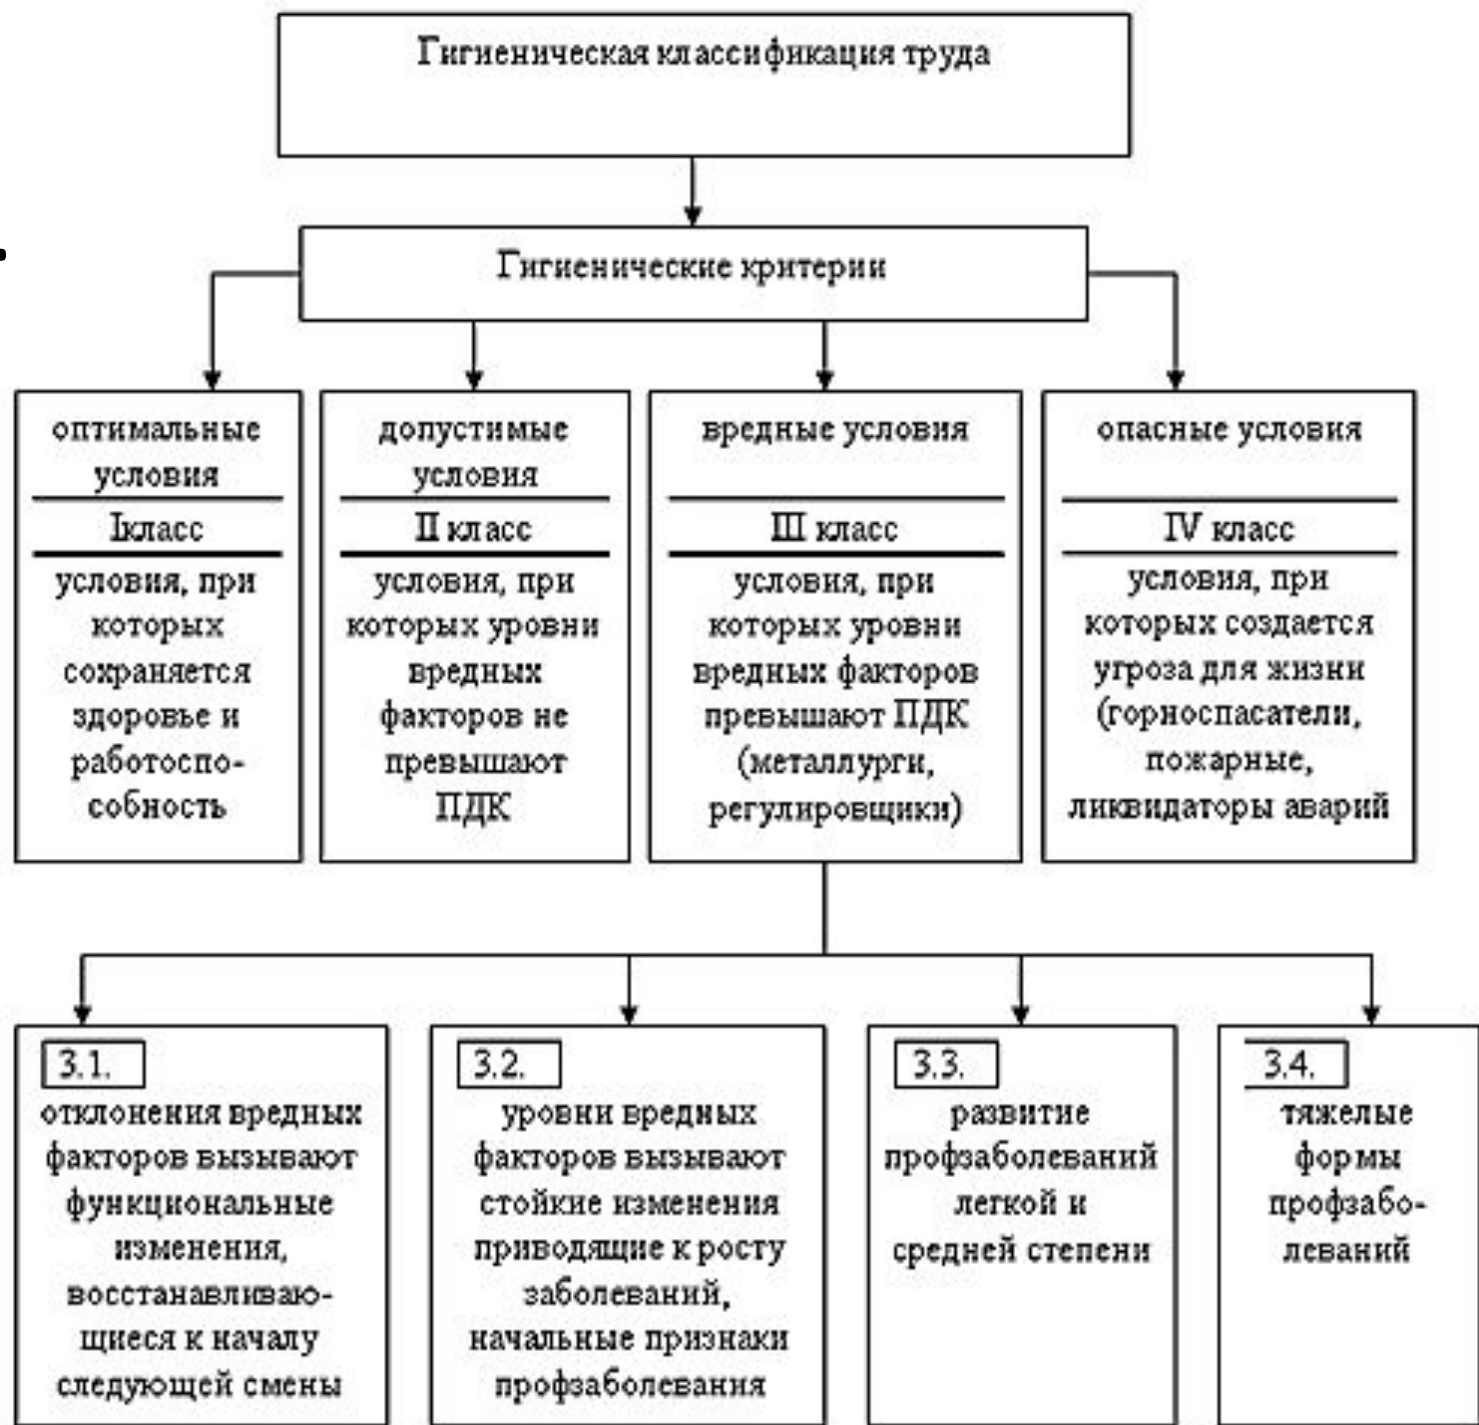 Гигиеническая классификация труда
Гигиенические критерии
оптимальные
условия
Iкласс
условия, при
которых
сохраняется
здоровье и
работоспо-
собность
допустимые
условия
II класс
условия, при
которых уровни
вредных
факторов не
превышают
ПДК
вредные условия
III класс
условия, при
которых уровни
вредных факторов
превышают ПДК
(металлурги,
регулировщики)
опасные условия
IV класс
условия, при
которых создается
угроза для жизни
(горноспасатели,
пожарные,
ликвидаторы аварий
3.1.
отклонения вредных
факторов вызывают
функциональные
изменения,
восстанавливаю-
щиеся к началу
следующей смены
3.2.
уровни вредных
факторов вызывают
стойкие изменения
приводящие к росту
заболеваний,
начальные признаки
профзаболевания
3.3.
развитие
профзаболеваний
легкой и
средней степени
3.4.
тяжелые
формы
профзабо-
леваний